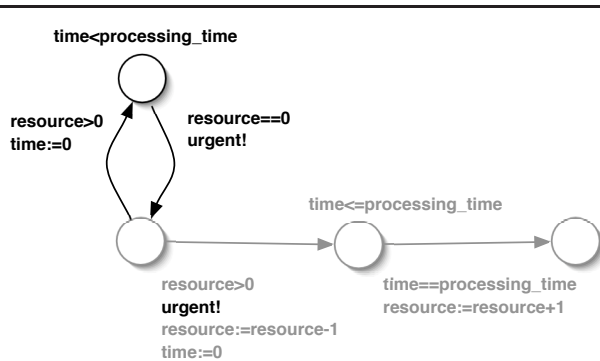 time<processing_time
resource>0
time:=0
resource==0
urgent!
time<=processing_time
resource>0
urgent!
resource:=resource-1
time:=0
time==processing_time
resource:=resource+1